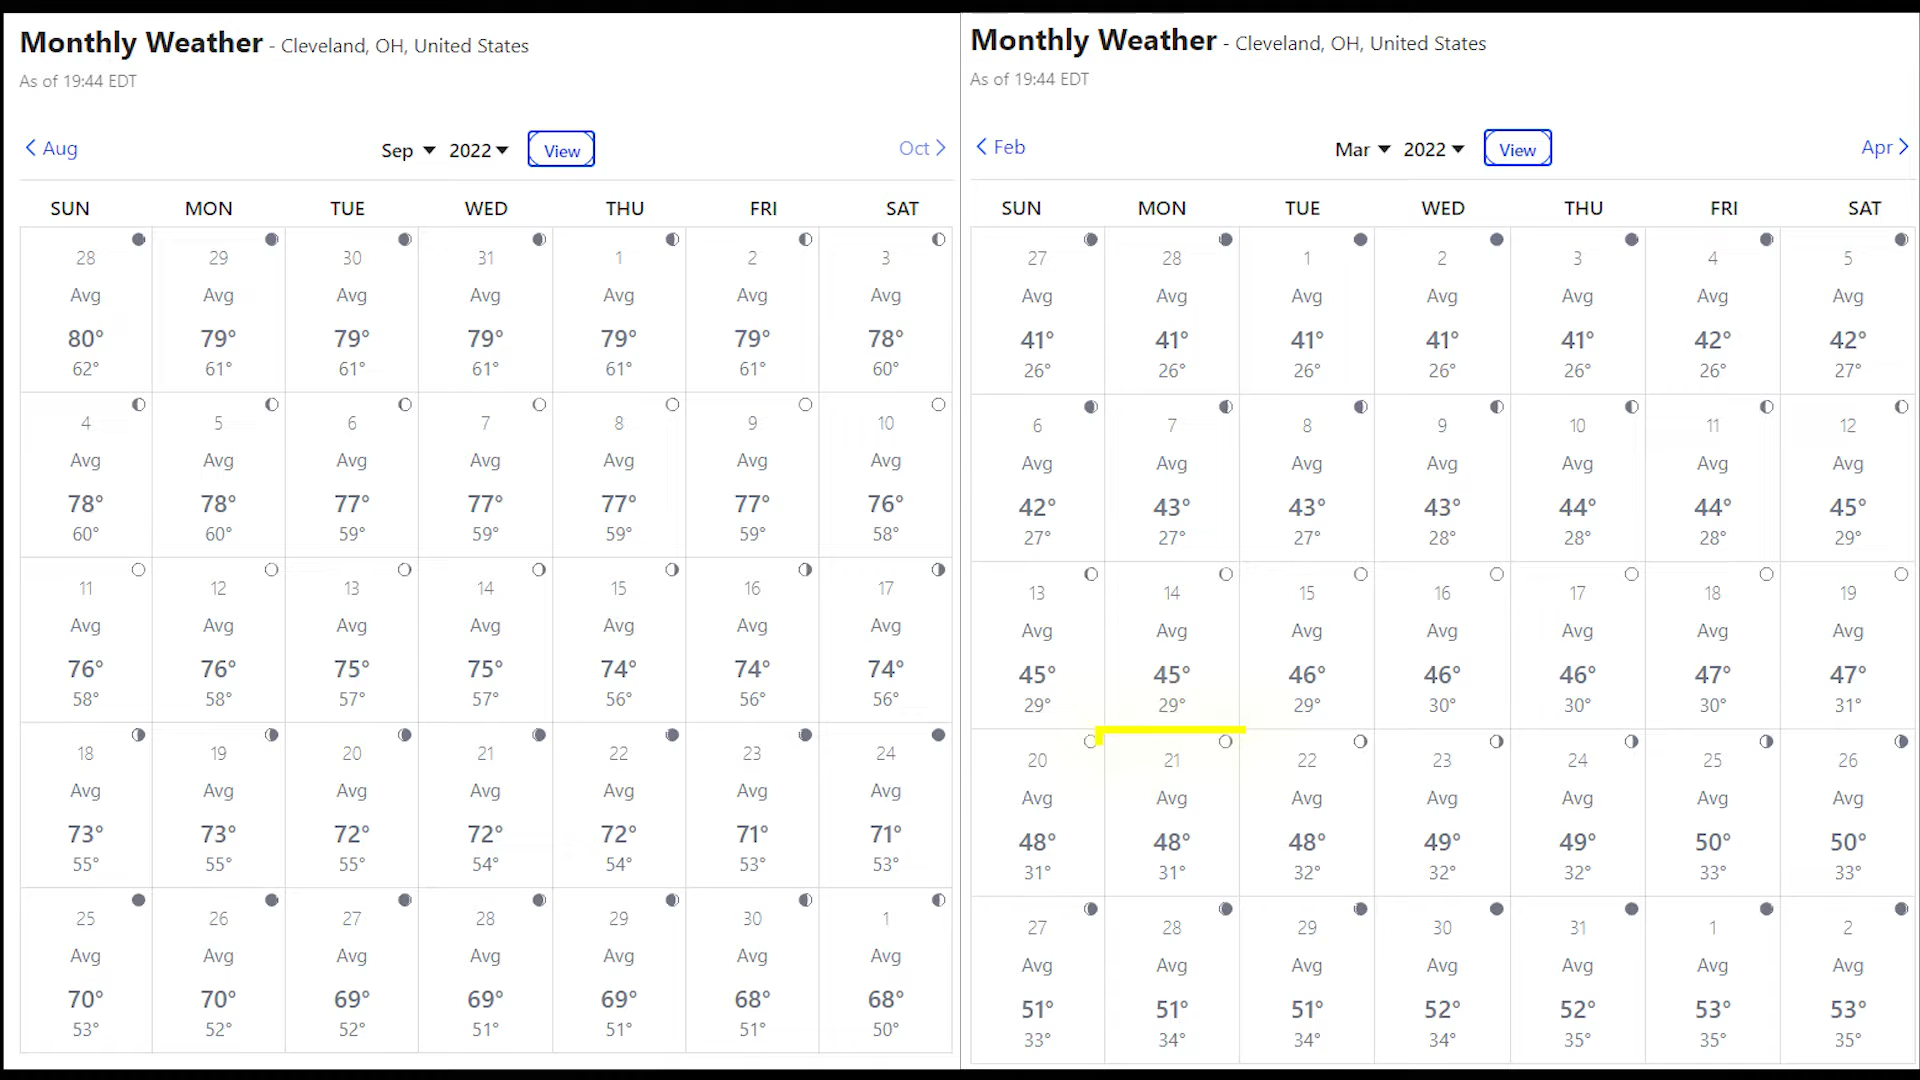 Monthly Weather - Cleveland, OH, United States
As of 19:44 EDT
Aug Sep 2022 View Oct
SUN MON TUE WED THU FRI SAT
28 29 30 31 1 2 3
Avg Avg Avg Avg Avg Avg Avg
80° 79° 79° 79° 79° 79° 78°
62° 61° 61° 61° 61° 61° 60°
4 5 6 7 8 9 10
Avg Avg Avg Avg Avg Avg Avg
78° 78° 77° 77° 77° 77° 76°
60° 60° 59° 59° 59° 59° 58°
11 12 13 14 15 16 17
Avg Avg Avg Avg Avg Avg Avg
76° 76° 75° 75° 74° 74° 74°
58° 58° 57° 57° 56° 56° 56°
18 19 20 21 22 23 24
Avg Avg Avg Avg Avg Avg Avg
73° 73° 72° 72° 72° 71° 71°
55° 55° 55° 54° 54° 53° 53°
25 26 27 28 29 30 1
Avg Avg Avg Avg Avg Avg Avg
70° 70° 69° 69° 69° 68° 68°
53° 52° 52° 51° 51° 51° 50°
Monthly Weather - Cleveland, OH, United States
As of 19:44 EDT
Feb Mar 2022 View Apr
SUN MON TUE WED THU FRI SAT
27 28 1 2 3 4 5
Avg Avg Avg Avg Avg Avg Avg
41° 41° 41° 41° 41° 42° 42°
26° 26° 26° 26° 26° 26° 27°
6 7 8 9 10 11 12
Avg Avg Avg Avg Avg Avg Avg
42° 43° 43° 43° 44° 44° 45°
27° 27° 27° 28° 28° 28° 29°
13 14 15 16 17 18 19
Avg Avg Avg Avg Avg Avg Avg
45° 45° 46° 46° 46° 47° 47°
29° 29° 29° 30° 30° 30° 31°
20 21 22 23 24 25 26
Avg Avg Avg Avg Avg Avg Avg
48° 48° 48° 49° 49° 50° 50°
31° 31° 32° 32° 32° 33° 33°
27 28 29 30 31 1 2
Avg Avg Avg Avg Avg Avg Avg
51° 51° 51° 52° 52° 53° 53°
33° 34° 34° 34° 35° 35° 35°